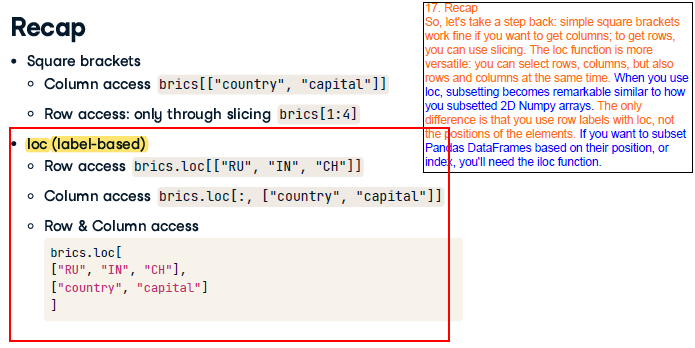 Recap
• Square brackets
○ Column access brics[["country", "capital"]]
○ Row access: only through slicing brics[1:4]
• loc (label-based)
○ Row access brics.loc[["RU", "IN", "CH"]]
○ Column access brics.loc[:, ["country", "capital"]]
○ Row & Column access
brics.loc[
["RU", "IN", "CH"],
["country", "capital"]
]
17. Recap
So, let's take a step back: simple square brackets
work fine if you want to get columns; to get rows,
you can use slicing. The loc function is more
versatile: you can select rows, columns, but also
rows and columns at the same time. When you use
loc, subsetting becomes remarkable similar to how
you subsetted 2D Numpy arrays. The only
difference is that you use row labels with loc, not
the positions of the elements. If you want to subset
Pandas DataFrames based on their position, or
index, you'll need the iloc function.